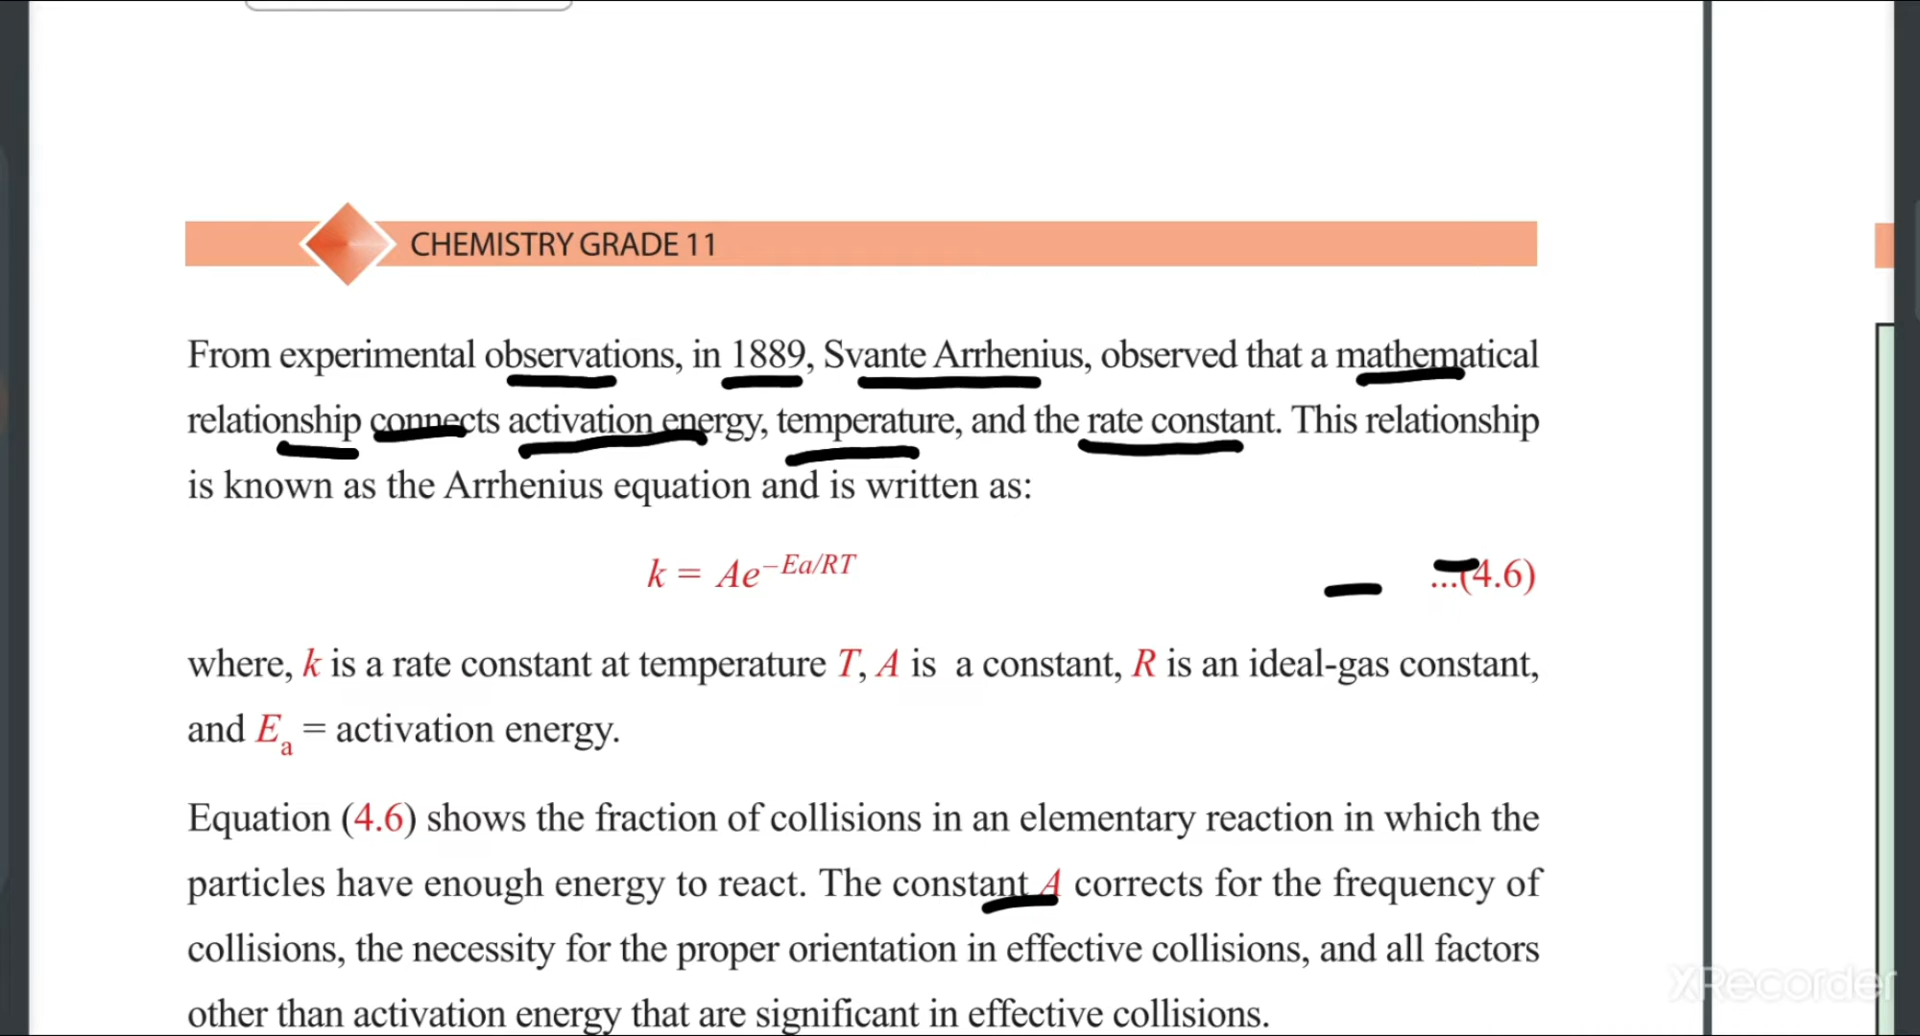 CHEMISTRY GRADE 11
From experimental observations, in 1889, Svante Arrhenius, observed that a mathematical
relationship connects activation energy, temperature, and the rate constant. This relationship
is known as the Arrhenius equation and is written as:
k = Ae^−Ea/RT ...(4.6)
where, k is a rate constant at temperature T, A is a constant, R is an ideal-gas constant,
and Ea = activation energy.
Equation (4.6) shows the fraction of collisions in an elementary reaction in which the
particles have enough energy to react. The constant A corrects for the frequency of
collisions, the necessity for the proper orientation in effective collisions, and all factors
other than activation energy that are significant in effective collisions.
XRecorder